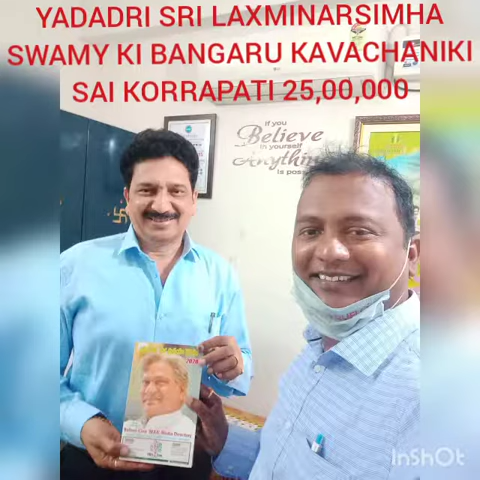 YADADRI SRI LAXMINARSIMHA
SWAMY KI BANGARU KAVACHANIKI
SAI KORRAPATI 25,00,000
If you
Believe
in yourself
Anything
is poss
2020
InShOt